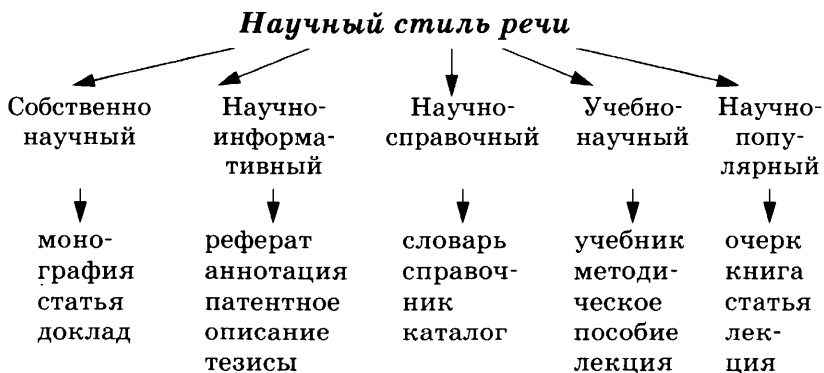 Научный стиль речи
Собственно
научный
Научно-
информа-
тивный
Научно-
справочный
Учебно-
научный
Научно-
попу-
лярный
моно-
графия
статья
доклад
реферат
аннотация
патентное
описание
тезисы
словарь
справоч-
ник
каталог
учебник
методи-
ческое
пособие
лекция
очерк
книга
статья
лек-
ция